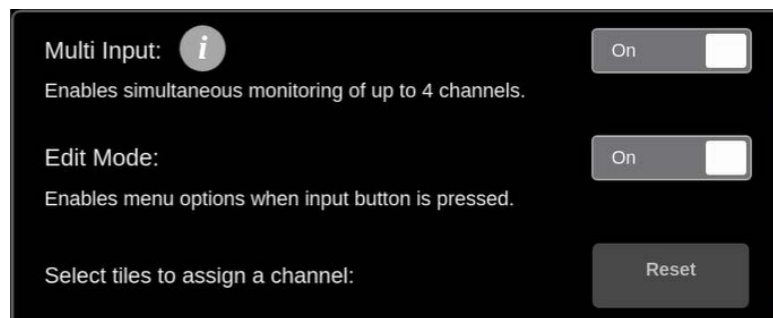 Multi Input: i On
Enables simultaneous monitoring of up to 4 channels.
Edit Mode: On
Enables menu options when input button is pressed.
Select tiles to assign a channel: Reset